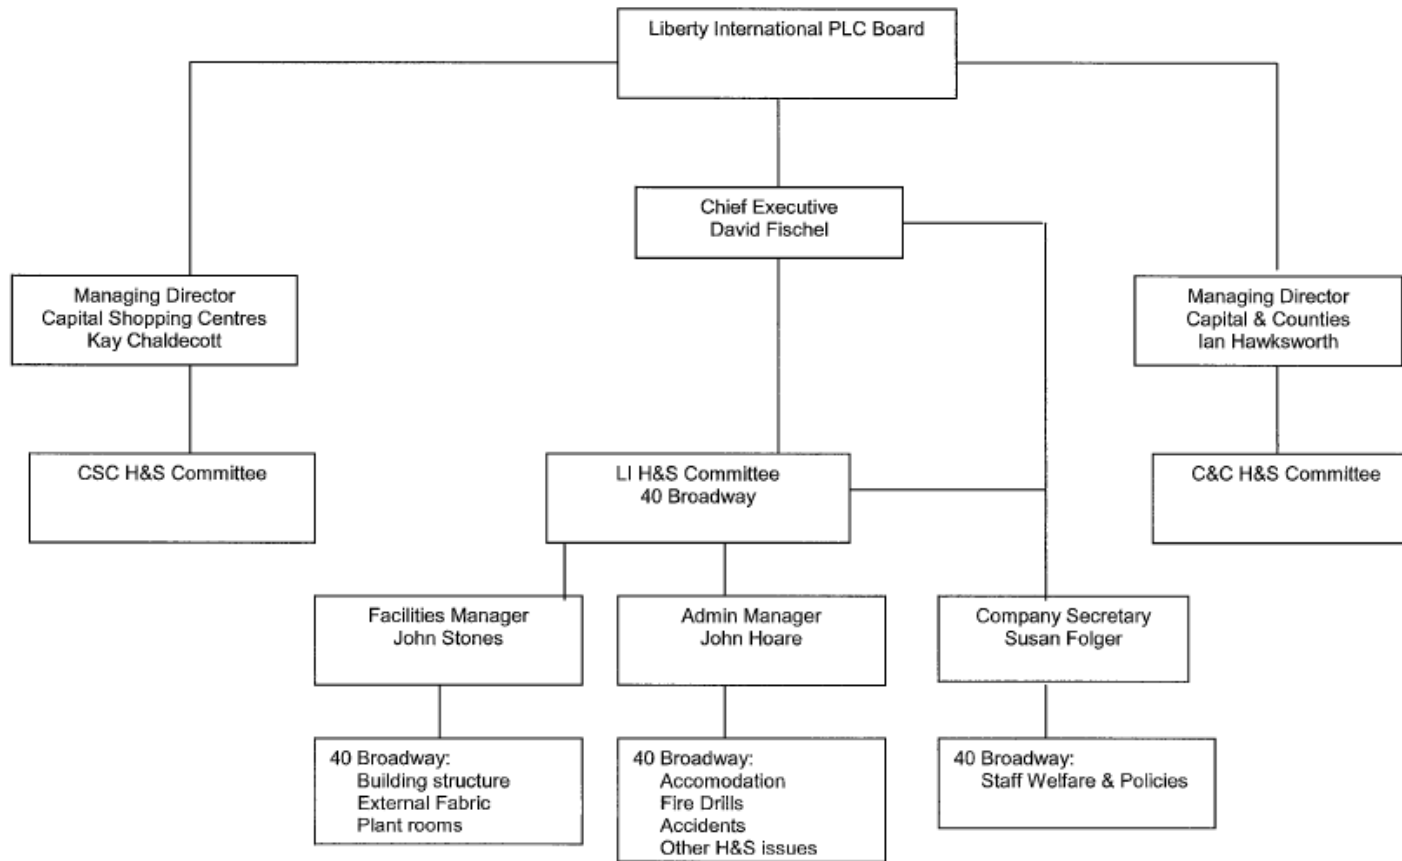 Liberty International PLC Board
Chief Executive
David Fischel
Managing Director
Capital Shopping Centres
Kay Chaldecott
Managing Director
Capital & Counties
Ian Hawksworth
CSC H&S Committee
LI H&S Committee
40 Broadway
C&C H&S Committee
Facilities Manager
John Stones
Admin Manager
John Hoare
Company Secretary
Susan Folger
40 Broadway:
Building structure
External Fabric
Plant rooms
40 Broadway:
Accomodation
Fire Drills
Accidents
Other H&S issues
40 Broadway:
Staff Welfare & Policies